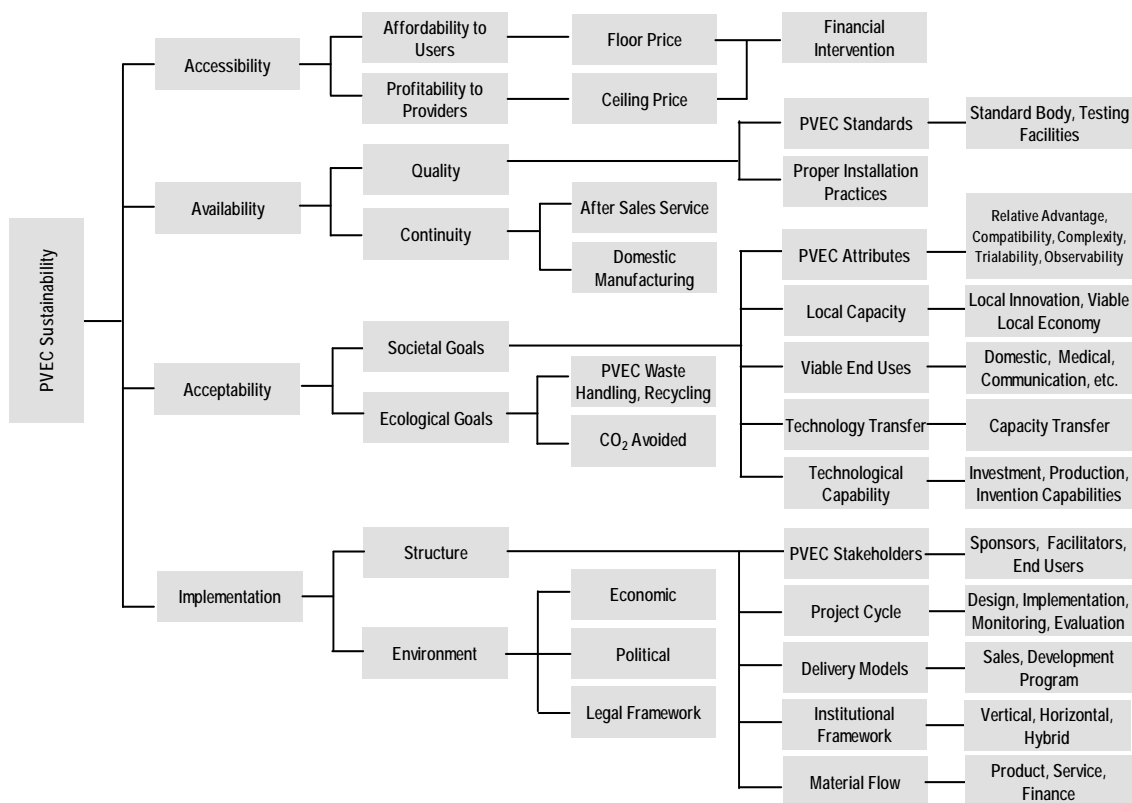 PVEC Sustainability
Accessibility
Affordability to
Users
Floor Price
Financial
Intervention
Profitability to
Providers
Ceiling Price
Availability
Quality
PVEC Standards
Standard Body, Testing
Facilities
Proper Installation
Practices
Continuity
After Sales Service
Domestic
Manufacturing
Acceptability
Societal Goals
PVEC Attributes
Relative Advantage,
Compatibility, Complexity,
Trialability, Observability
Local Capacity
Local Innovation, Viable
Local Economy
Viable End Uses
Domestic, Medical,
Communication, etc.
Technology Transfer
Capacity Transfer
Technological
Capability
Investment, Production,
Invention Capabilities
Ecological Goals
PVEC Waste
Handling, Recycling
CO₂ Avoided
Implementation
Structure
PVEC Stakeholders
Sponsors, Facilitators,
End Users
Project Cycle
Design, Implementation,
Monitoring, Evaluation
Delivery Models
Sales, Development
Program
Institutional
Framework
Vertical, Horizontal,
Hybrid
Material Flow
Product, Service,
Finance
Environment
Economic
Political
Legal Framework